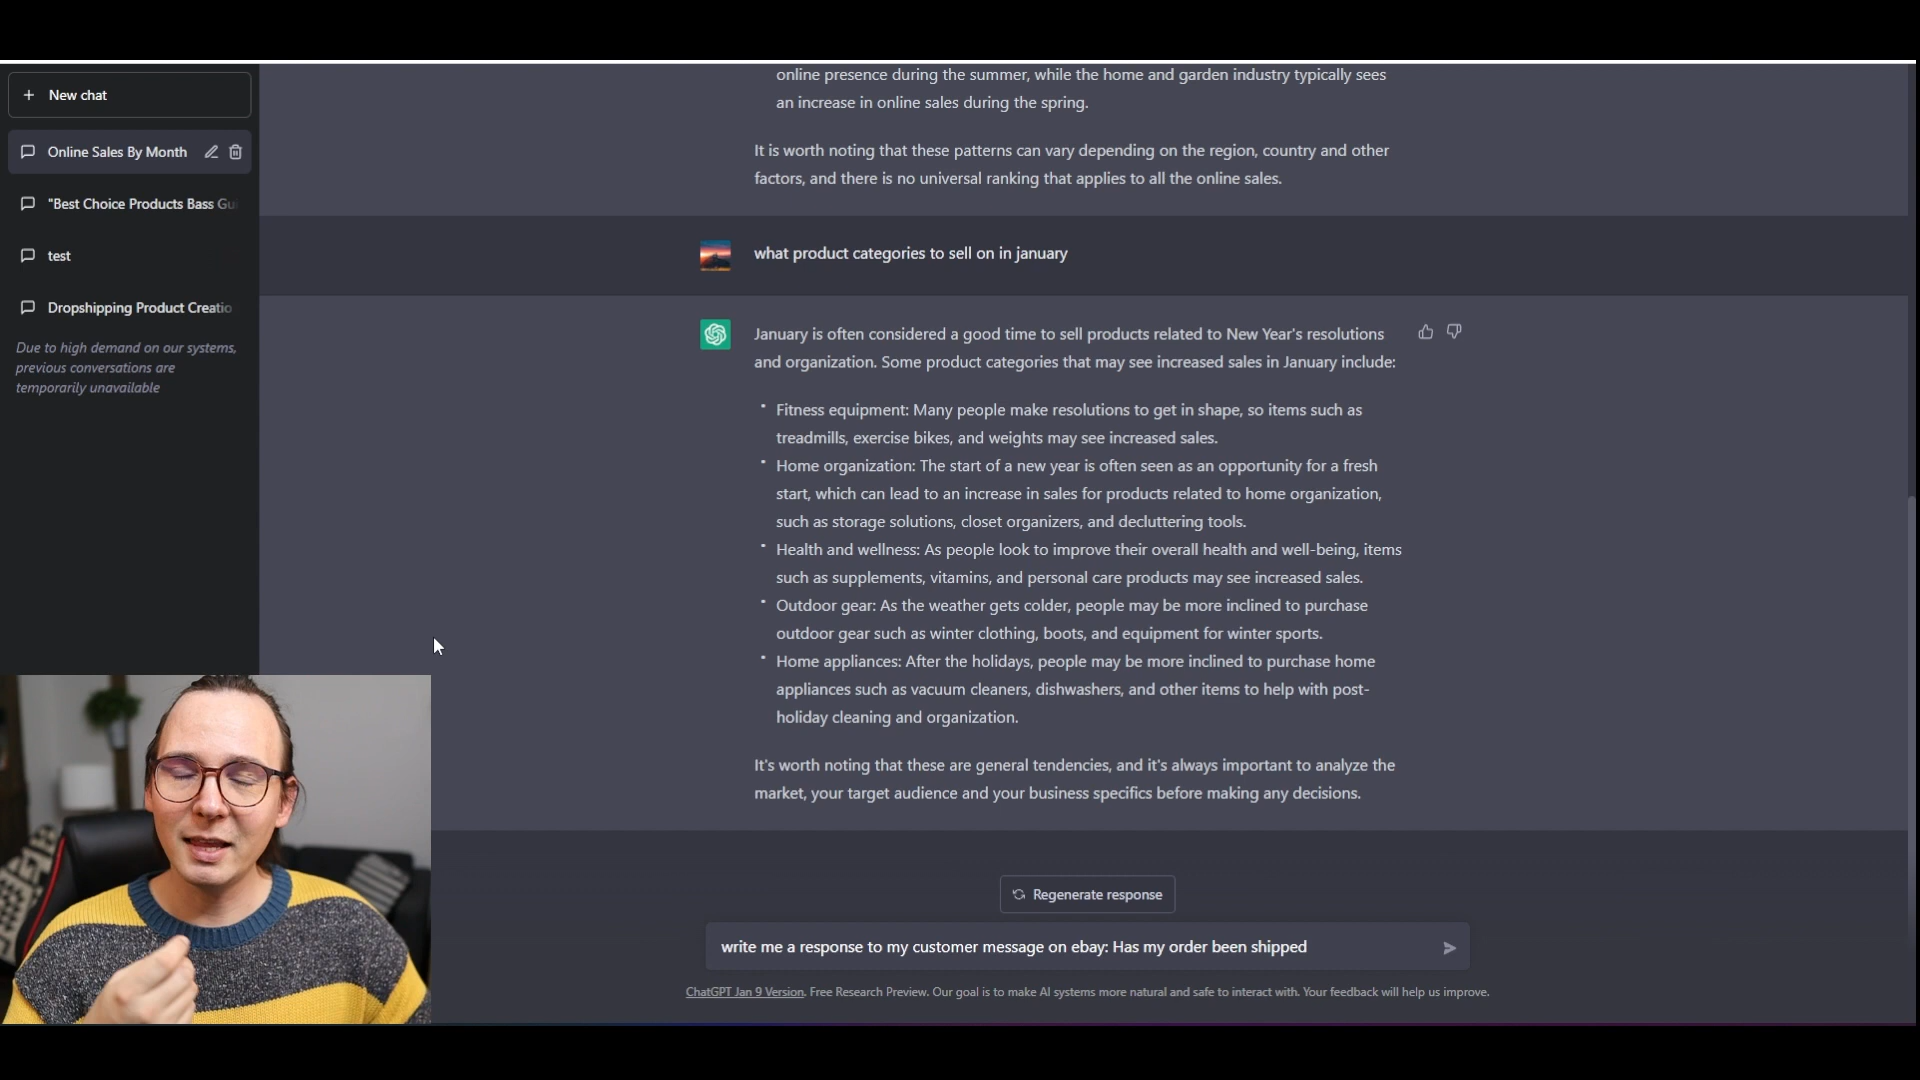 New chat
Online Sales By Month
"Best Choice Products Bass Gu
test
Dropshipping Product Creatio
Due to high demand on our systems,
previous conversations are
temporarily unavailable
online presence during the summer, while the home and garden industry typically sees
an increase in online sales during the spring.
It is worth noting that these patterns can vary depending on the region, country and other
factors, and there is no universal ranking that applies to all the online sales.
what product categories to sell on in january
January is often considered a good time to sell products related to New Year's resolutions
and organization. Some product categories that may see increased sales in January include:
• Fitness equipment: Many people make resolutions to get in shape, so items such as
treadmills, exercise bikes, and weights may see increased sales.
• Home organization: The start of a new year is often seen as an opportunity for a fresh
start, which can lead to an increase in sales for products related to home organization,
such as storage solutions, closet organizers, and decluttering tools.
• Health and wellness: As people look to improve their overall health and well-being, items
such as supplements, vitamins, and personal care products may see increased sales.
• Outdoor gear: As the weather gets colder, people may be more inclined to purchase
outdoor gear such as winter clothing, boots, and equipment for winter sports.
• Home appliances: After the holidays, people may be more inclined to purchase home
appliances such as vacuum cleaners, dishwashers, and other items to help with post-
holiday cleaning and organization.
It's worth noting that these are general tendencies, and it's always important to analyze the
market, your target audience and your business specifics before making any decisions.
Regenerate response
write me a response to my customer message on ebay: Has my order been shipped
ChatGPT Jan 9 Version. Free Research Preview. Our goal is to make AI systems more natural and safe to interact with. Your feedback will help us improve.